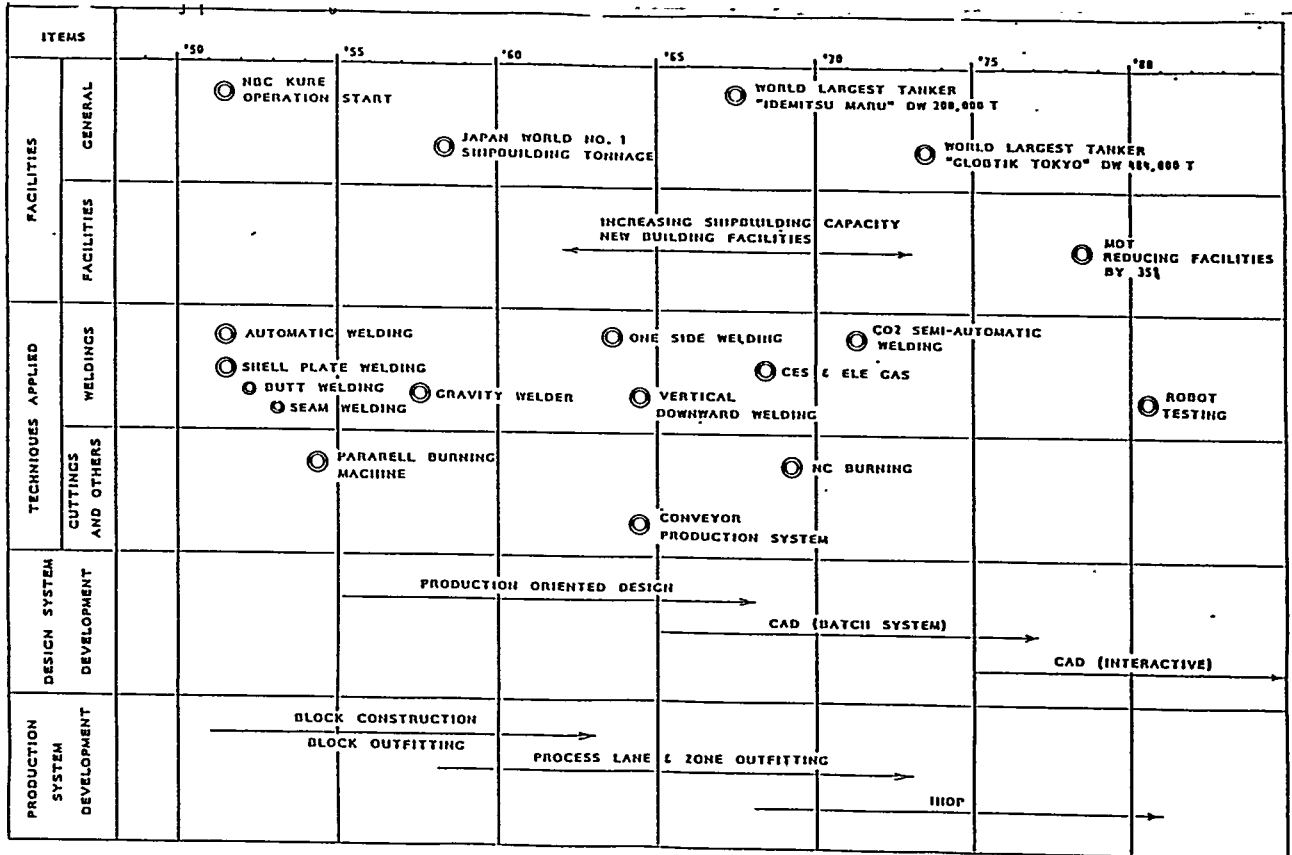 ITEMS
'50
'55
'60
'65
'70
'75
'80
FACILITIES
GENERAL
NBC KURE
OPERATION START
JAPAN WORLD NO. 1
SHIPBUILDING TONNAGE
WORLD LARGEST TANKER
"IDEMITSU MARU" DW 200,000 T
WORLD LARGEST TANKER
"GLOBTIK TOKYO" DW 484,000 T
FACILITIES
INCREASING SHIPBUILDING CAPACITY
NEW BUILDING FACILITIES
MOT
REDUCING FACILITIES
BY 35%
TECHNIQUES APPLIED
WELDINGS
AUTOMATIC WELDING
SHELL PLATE WELDING
BUTT WELDING
SEAM WELDING
GRAVITY WELDER
ONE SIDE WELDING
VERTICAL
DOWNWARD WELDING
CES & ELE GAS
CO2 SEMI-AUTOMATIC
WELDING
ROBOT
TESTING
CUTTINGS
AND OTHERS
PARARELL BURNING
MACHINE
NC BURNING
CONVEYOR
PRODUCTION SYSTEM
DESIGN SYSTEM
DEVELOPMENT
PRODUCTION ORIENTED DESIGN
CAD (BATCH SYSTEM)
CAD (INTERACTIVE)
PRODUCTION
SYSTEM
DEVELOPMENT
BLOCK CONSTRUCTION
BLOCK OUTFITTING
PROCESS LANE & ZONE OUTFITTING